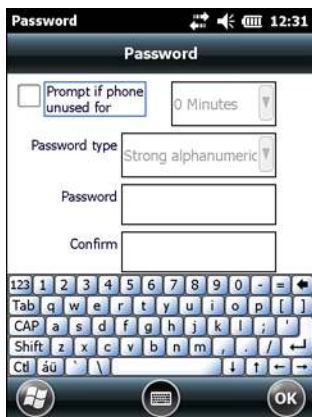 Password 12:31
Password
Prompt if phone
unused for
0 Minutes
Password type
Strong alphanumeric
Password
Confirm
123 1 2 3 4 5 6 7 8 9 0 - =
Tab q w e r t y u i o p [ ]
CAP a s d f g h j k l ; '
Shift z x c v b n m , . /
Ctl áü ` \
OK